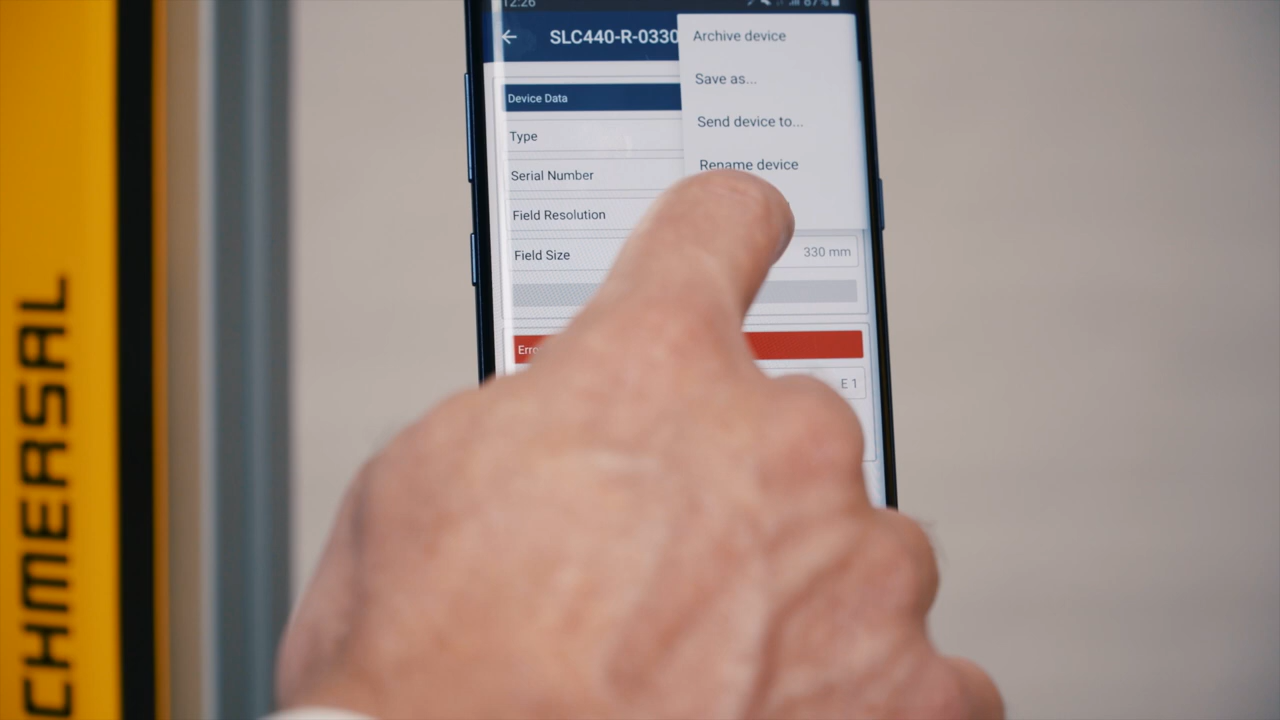 12:26
87%
SLC440-R-0330
Archive device
Save as...
Send device to...
Rename device
Device Data
Type
Serial Number
Field Resolution
Field Size
330 mm
E 1
CHMERSAL